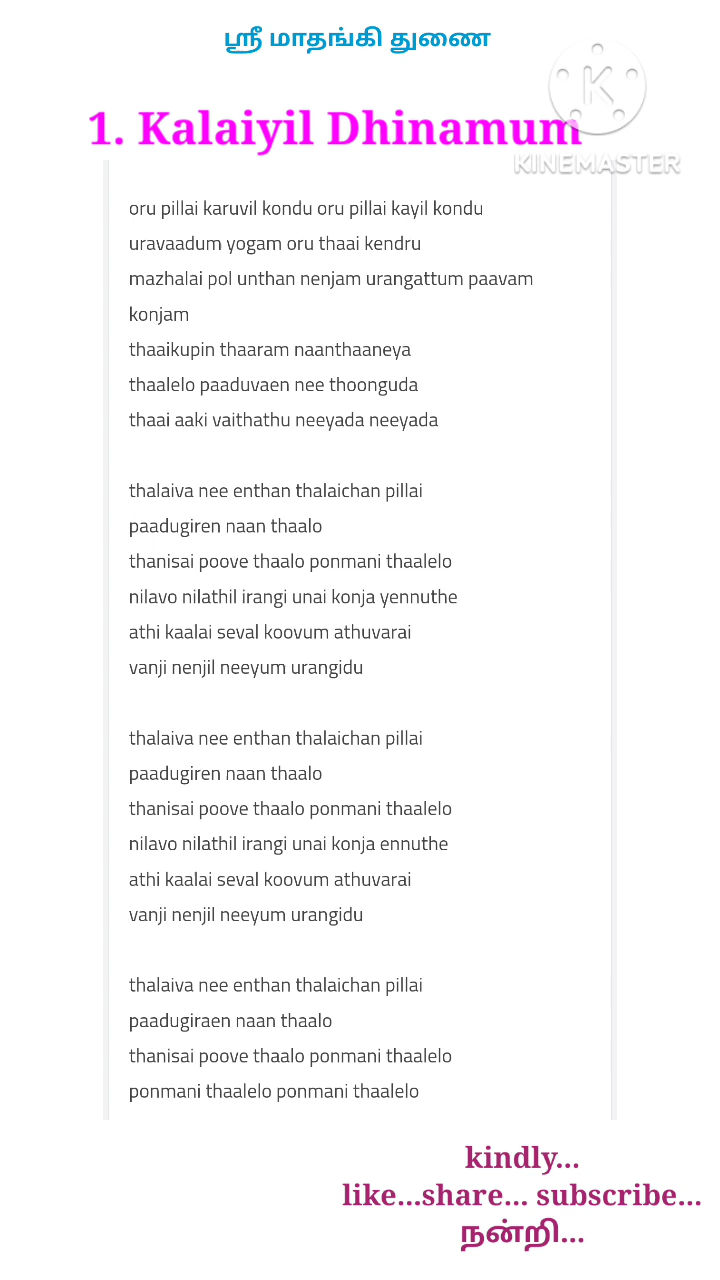 ஸ்ரீ மாதங்கி துணை
1. Kalaiyil Dhinamum
K
KINEMASTER
oru pillai karuvil kondu oru pillai kayil kondu
uravaadum yogam oru thaai kendru
mazhalai pol unthan nenjam urangattum paavam
konjam
thaaikupin thaaram naanthaaneya
thaalelo paaduvaen nee thoonguda
thaai aaki vaithathu neeyada neeyada
thalaiva nee enthan thalaichan pillai
paadugiren naan thaalo
thanisai poove thaalo ponmani thaalelo
nilavo nilathil irangi unai konja yennuthe
athi kaalai seval koovum athuvarai
vanji nenjil neeyum urangidu
thalaiva nee enthan thalaichan pillai
paadugiren naan thaalo
thanisai poove thaalo ponmani thaalelo
nilavo nilathil irangi unai konja ennuthe
athi kaalai seval koovum athuvarai
vanji nenjil neeyum urangidu
thalaiva nee enthan thalaichan pillai
paadugiraen naan thaalo
thanisai poove thaalo ponmani thaalelo
ponmani thaalelo ponmani thaalelo
kindly...
like...share... subscribe...
நன்றி...